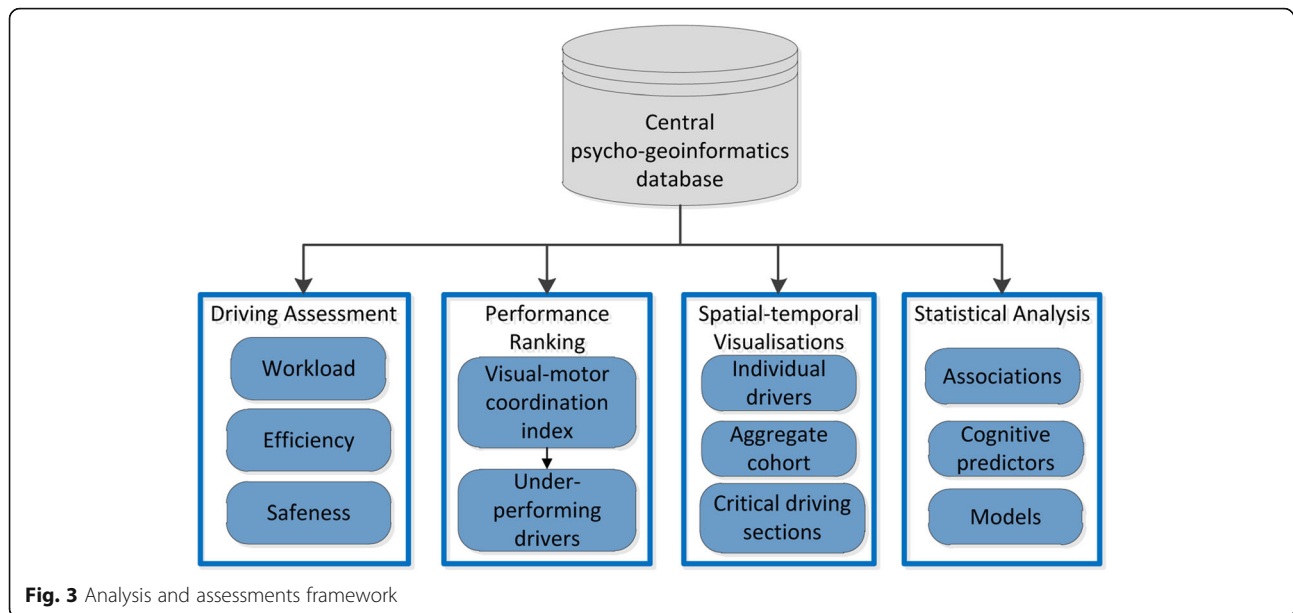 Central
psycho-geoinformatics
database
Driving Assessment
Workload
Efficiency
Safeness
Performance
Ranking
Visual-motor
coordination
index
Under-
performing
drivers
Spatial-temporal
Visualisations
Individual
drivers
Aggregate
cohort
Critical driving
sections
Statistical Analysis
Associations
Cognitive
predictors
Models
Fig. 3 Analysis and assessments framework